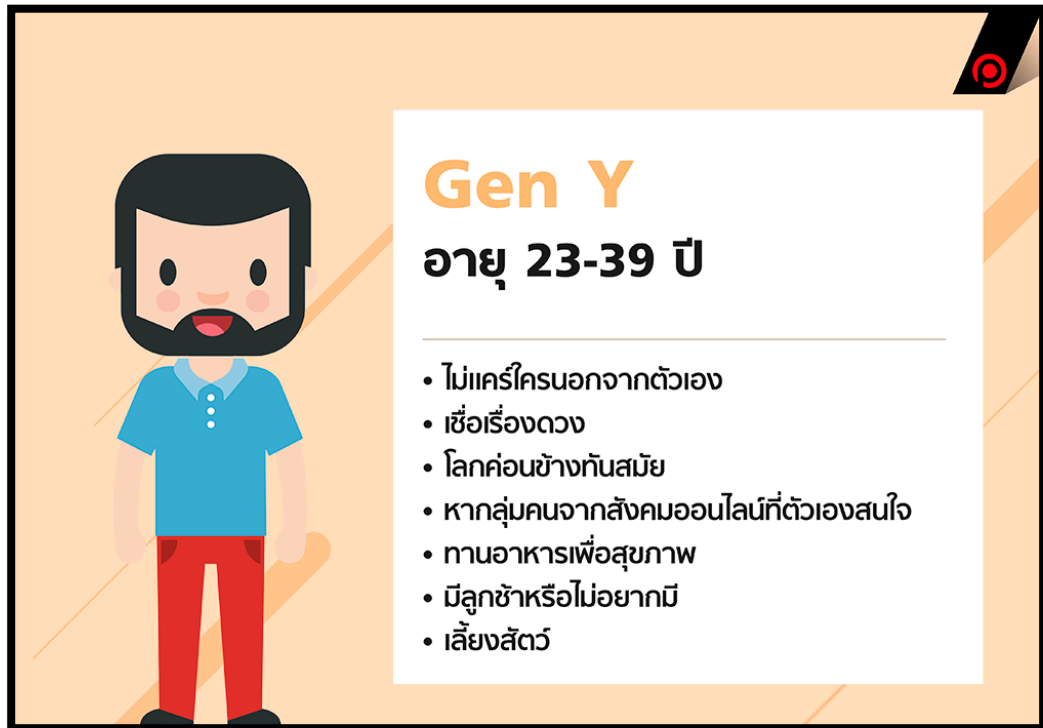 Gen Y
อายุ 23-39 ปี
• ไม่แคร์ใครนอกจากตัวเอง
• เชื่อเรื่องดวง
• โลกค่อนข้างทันสมัย
• หากลุ่มคนจากสังคมออนไลน์ที่ตัวเองสนใจ
• ทานอาหารเพื่อสุขภาพ
• มีลูกช้าหรือไม่อยากมี
• เลี้ยงสัตว์